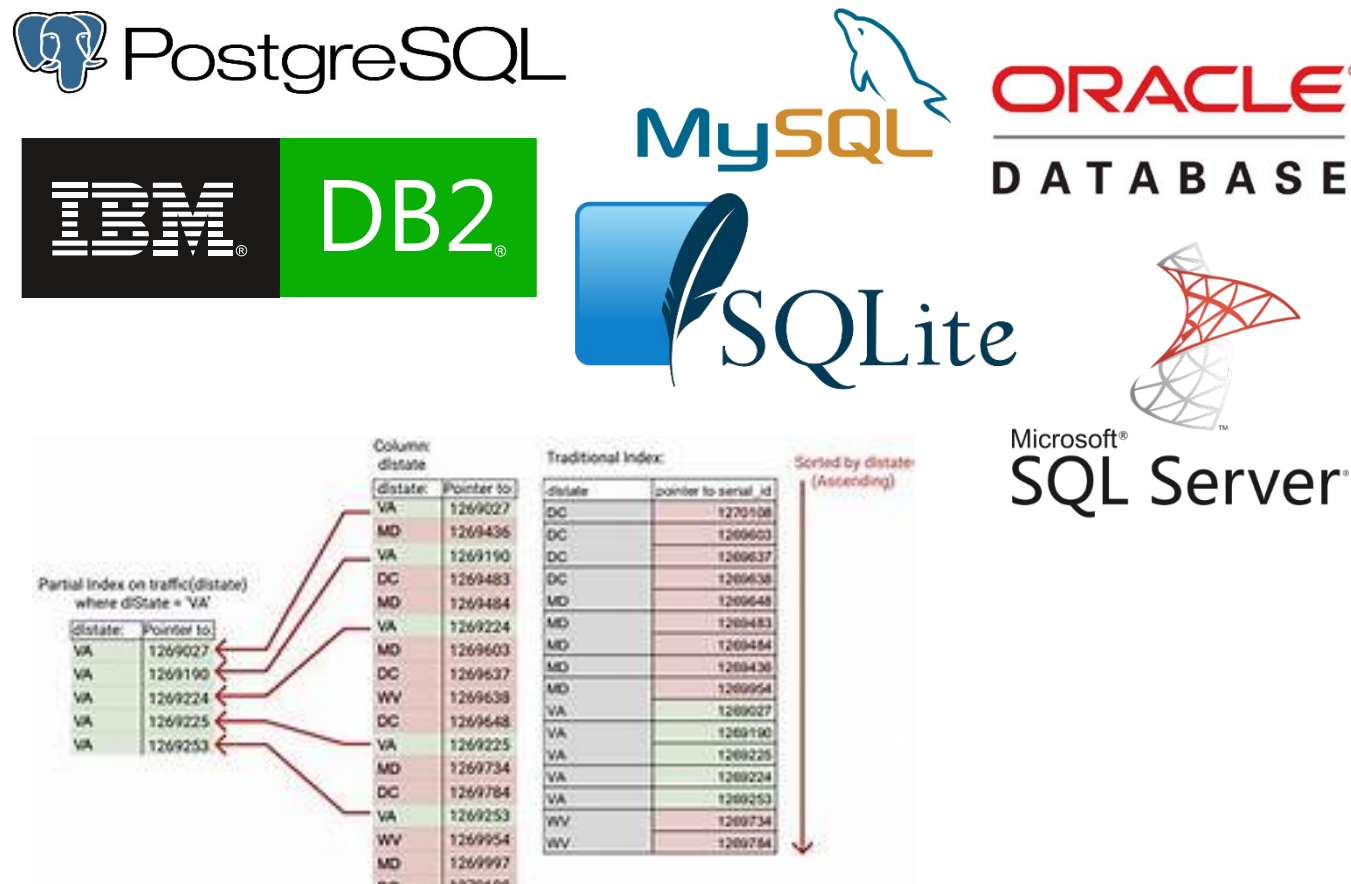 PostgreSQL
MySQL
ORACLE®
DATABASE
IBM®
DB2®
SQLite
Microsoft®
SQL Server®
TM
Partial Index on traffic(dlstate)
where dlState = 'VA'
dlstate: Pointer to:
VA 1269027
VA 1269190
VA 1269224
VA 1269225
VA 1269253
Column:
dlstate
dlstate: Pointer to:
VA 1269027
MD 1269436
VA 1269190
DC 1269483
MD 1269484
VA 1269224
MD 1269603
DC 1269637
WV 1269638
DC 1269648
VA 1269225
MD 1269734
DC 1269784
VA 1269253
WV 1269954
MD 1269997
Traditional Index:
dlstate pointer to serial_id
DC 1270108
DC 1269603
DC 1269637
DC 1269638
MD 1269648
MD 1269483
MD 1269484
MD 1269436
MD 1269954
VA 1269027
VA 1269190
VA 1269225
VA 1269224
VA 1269253
WV 1269734
WV 1269784
Sorted by dlstate
(Ascending)